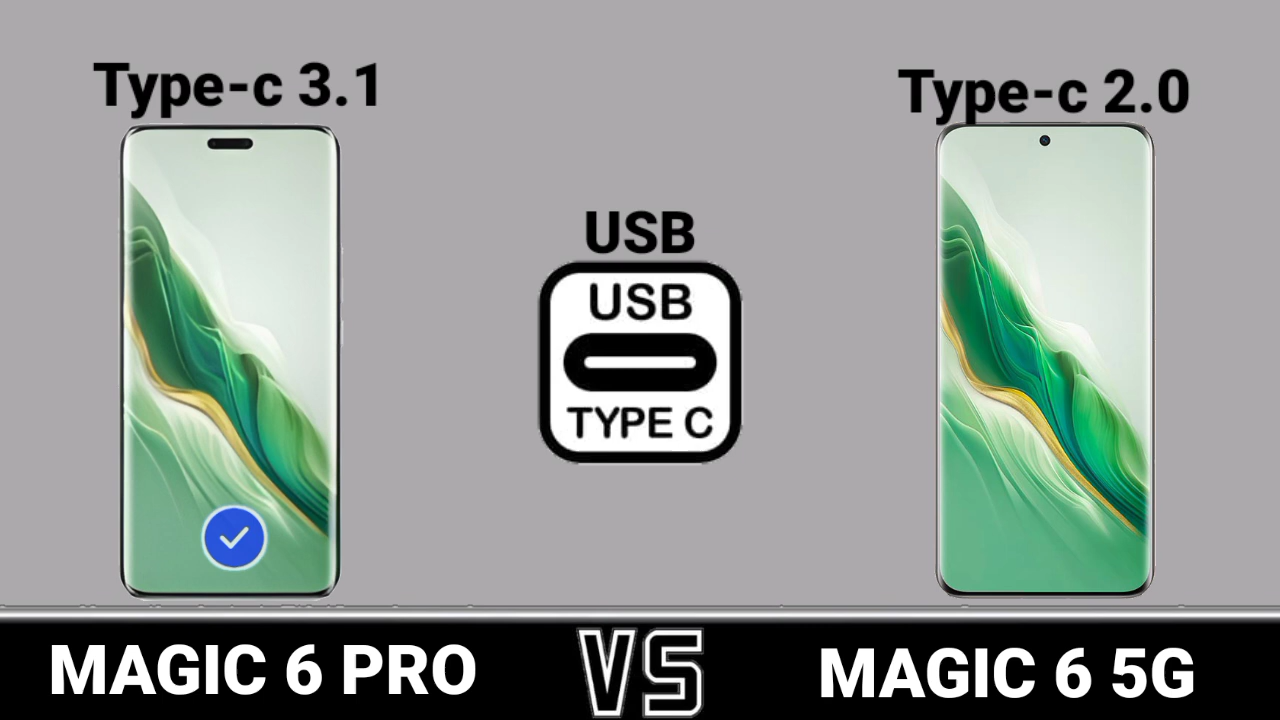 Type-c 3.1
Type-c 2.0
USB
USB
TYPE C
MAGIC 6 PRO
VS
MAGIC 6 5G